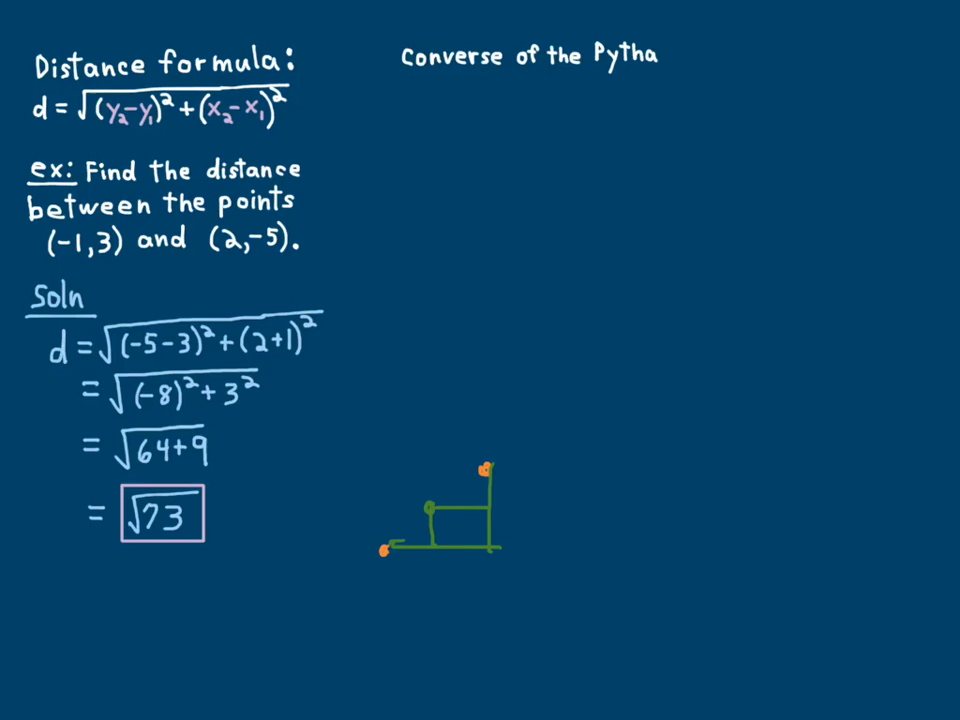 Distance formula:
d = √(y₂-y₁)² + (x₂-x₁)²
ex: Find the distance
between the points
(-1,3) and (2,-5).
Soln
d = √(-5-3)² + (2+1)²
= √(-8)² + 3²
= √64+9
= √73
Converse of the Pytha